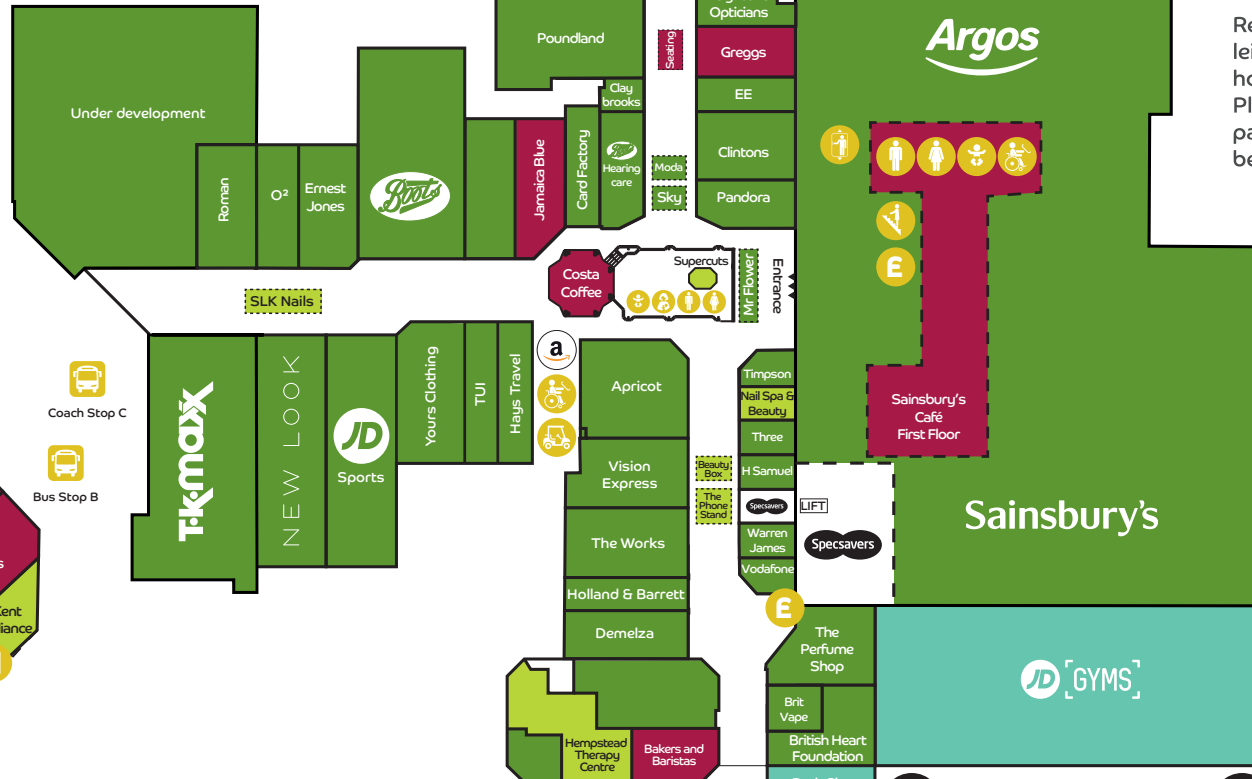 Opticians
Poundland
Seating
Greggs
Argos
Under development
Clay
brooks
EE
Clintons
Roman
O²
Ernest
Jones
Boots
Jamaica Blue
Card Factory
Boots
Hearing
care
Moda
Sky
Pandora
Costa
Coffee
Supercuts
Mr Flower
Entrance
£
SLK Nails
Coach Stop C
Bus Stop B
TK maxx
NEW LOOK
JD
Sports
Yours Clothing
TUI
Hays Travel
a
Apricot
Vision
Express
The Works
Holland & Barrett
Demelza
Beauty
Box
The
Phone
Stand
Timpson
Nail Spa &
Beauty
Three
H Samuel
Specsavers
LIFT
Specsavers
Warren
James
Vodafone
£
Sainsbury's
Café
First Floor
Sainsbury's
The
Perfume
Shop
JD GYMS
Brit
Vape
British Heart
Foundation
Hempstead
Therapy
Centre
Bakers and
Baristas